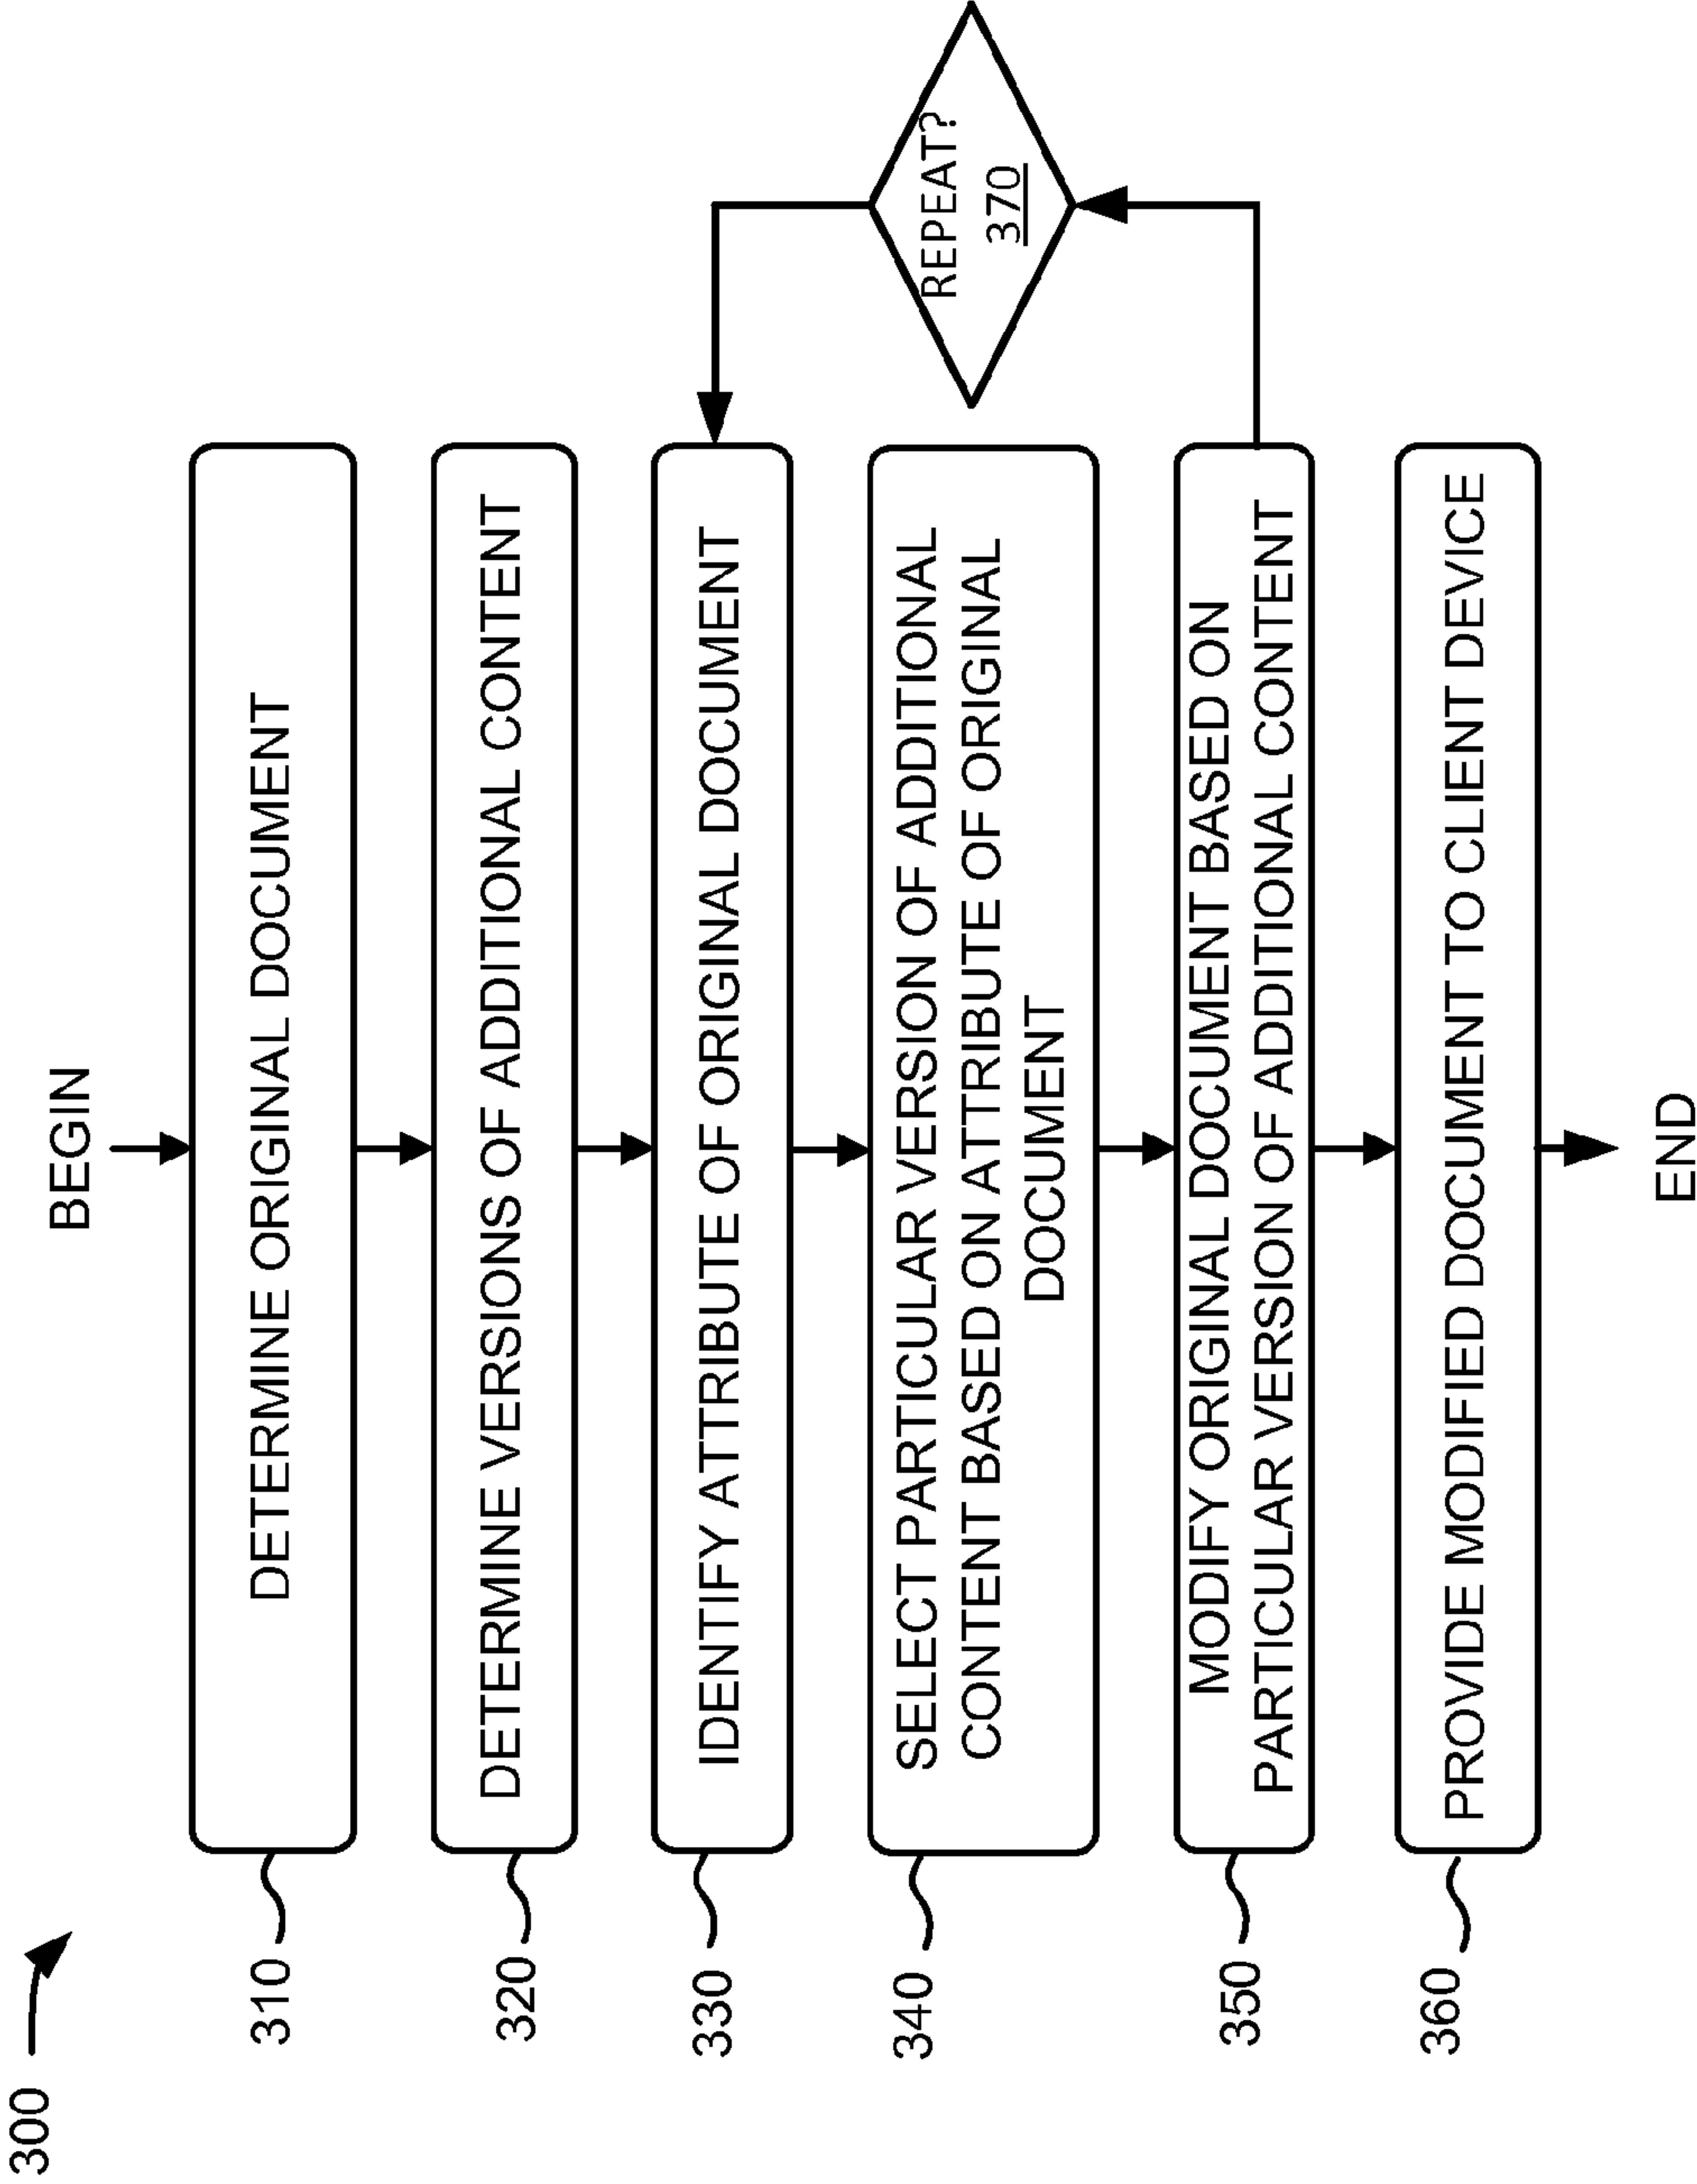 300
BEGIN
310
DETERMINE ORIGINAL DOCUMENT
320
DETERMINE VERSIONS OF ADDITIONAL CONTENT
330
IDENTIFY ATTRIBUTE OF ORIGINAL DOCUMENT
340
SELECT PARTICULAR VERSION OF ADDITIONAL
CONTENT BASED ON ATTRIBUTE OF ORIGINAL
DOCUMENT
REPEAT?
370
350
MODIFY ORIGINAL DOCUMENT BASED ON
PARTICULAR VERSION OF ADDITIONAL CONTENT
360
PROVIDE MODIFIED DOCUMENT TO CLIENT DEVICE
END